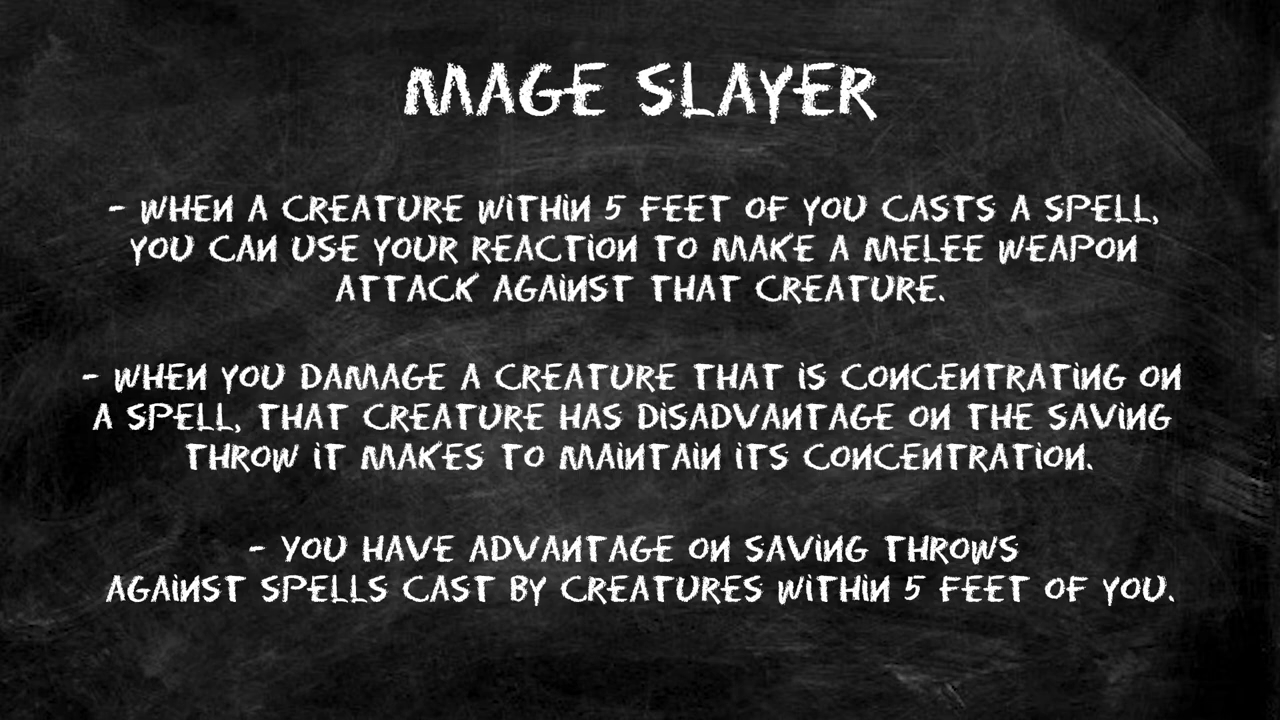 MAGE SLAYER
- WHEN A CREATURE WITHIN 5 FEET OF YOU CASTS A SPELL,
YOU CAN USE YOUR REACTION TO MAKE A MELEE WEAPON
ATTACK AGAINST THAT CREATURE.
- WHEN YOU DAMAGE A CREATURE THAT IS CONCENTRATING ON
A SPELL, THAT CREATURE HAS DISADVANTAGE ON THE SAVING
THROW IT MAKES TO MAINTAIN ITS CONCENTRATION.
- YOU HAVE ADVANTAGE ON SAVING THROWS
AGAINST SPELLS CAST BY CREATURES WITHIN 5 FEET OF YOU.